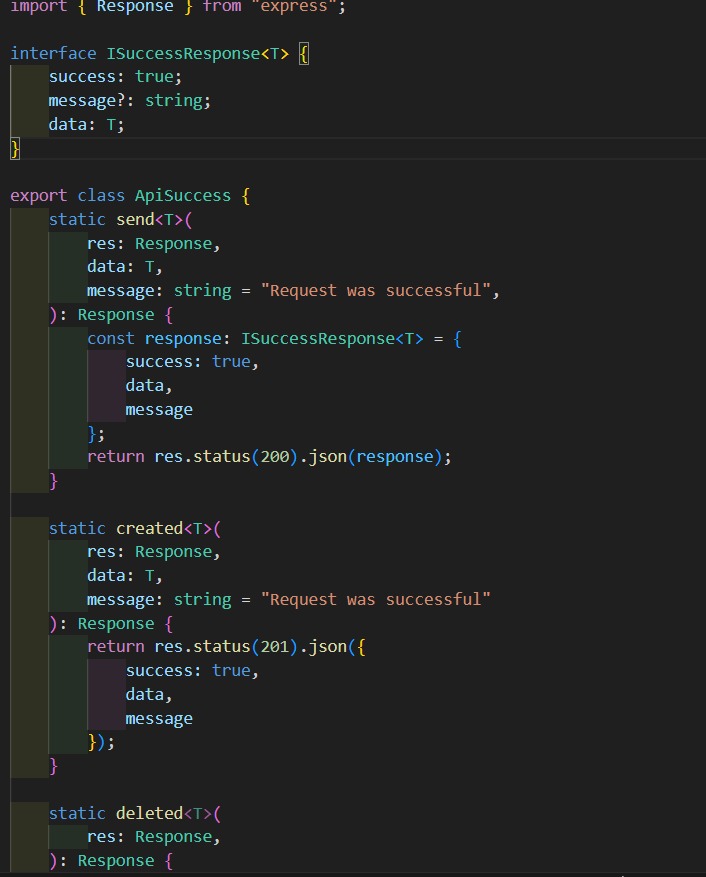 import { Response } from "express";

interface ISuccessResponse<T> {
    success: true;
    message?: string;
    data: T;
}

export class ApiSuccess {
    static send<T>(
        res: Response,
        data: T,
        message: string = "Request was successful",
    ): Response {
        const response: ISuccessResponse<T> = {
            success: true,
            data,
            message
        };
        return res.status(200).json(response);
    }

    static created<T>(
        res: Response,
        data: T,
        message: string = "Request was successful"
    ): Response {
        return res.status(201).json({
            success: true,
            data,
            message
        });
    }

    static deleted<T>(
        res: Response,
    ): Response {